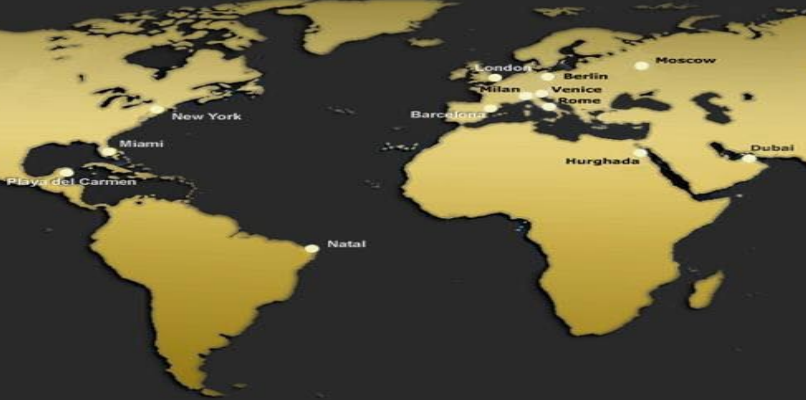 Moscow
London
Berlin
Milan
Venice
Rome
Barcelona
New York
Miami
Dubai
Hurghada
Playa del Carmen
Natal